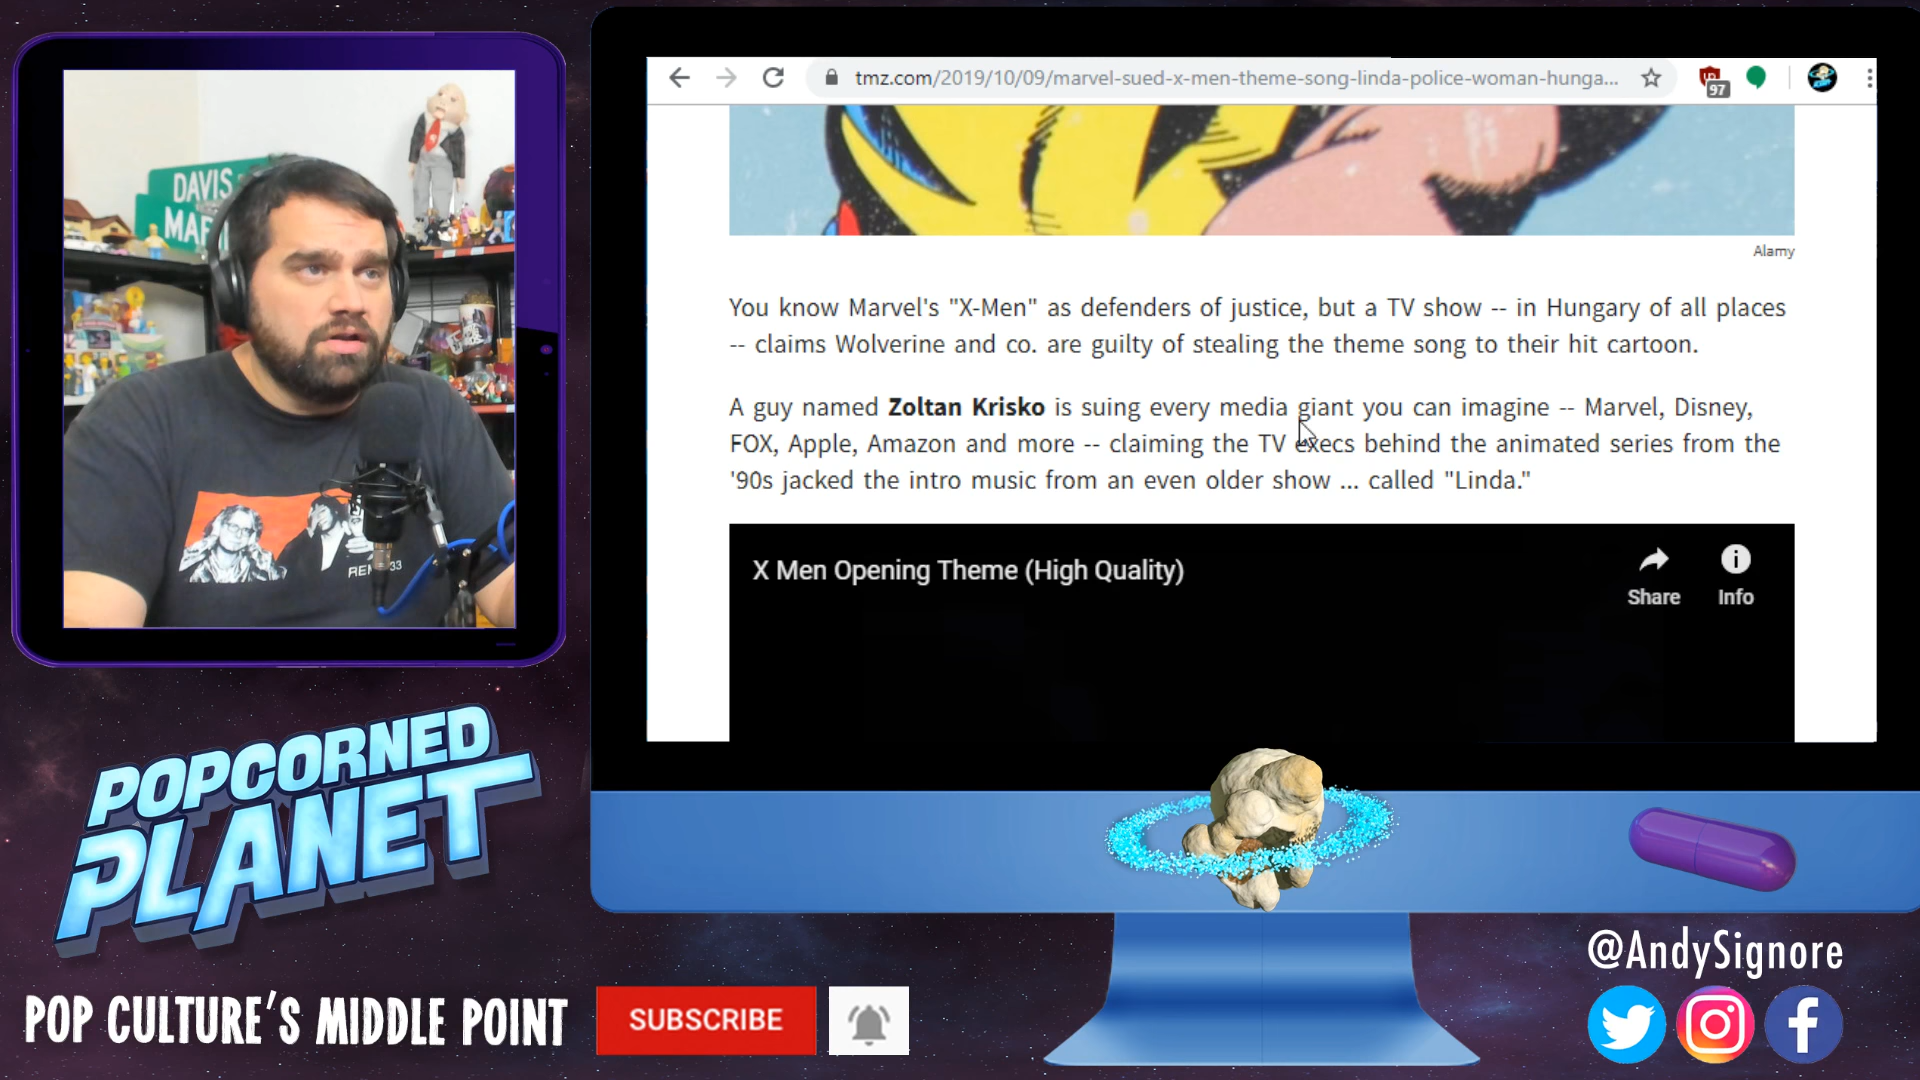 DAVIS
MAR
REM
33
POPCORNED
PLANET
POP CULTURE'S MIDDLE POINT
SUBSCRIBE
tmz.com/2019/10/09/marvel-sued-x-men-theme-song-linda-police-woman-hunga...
97
Alamy
You know Marvel's "X-Men" as defenders of justice, but a TV show -- in Hungary of all places
-- claims Wolverine and co. are guilty of stealing the theme song to their hit cartoon.
A guy named Zoltan Krisko is suing every media giant you can imagine -- Marvel, Disney,
FOX, Apple, Amazon and more -- claiming the TV execs behind the animated series from the
'90s jacked the intro music from an even older show ... called "Linda."
X Men Opening Theme (High Quality)
Share
Info
@AndySignore